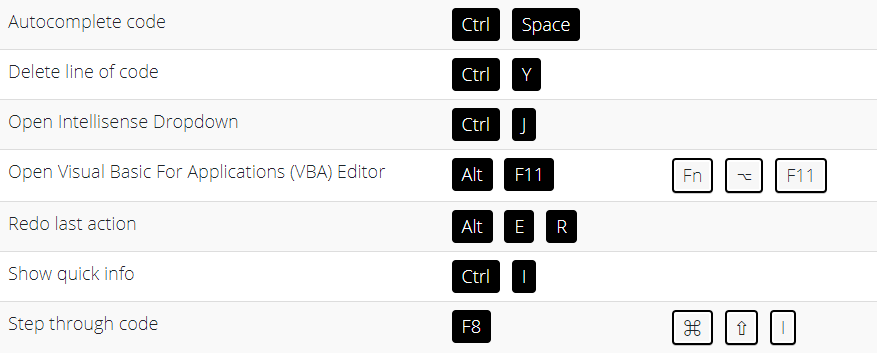 Autocomplete code Ctrl Space
Delete line of code Ctrl Y
Open Intellisense Dropdown Ctrl J
Open Visual Basic For Applications (VBA) Editor Alt F11 Fn ⌥ F11
Redo last action Alt E R
Show quick info Ctrl I
Step through code F8 ⌘ ⇧ I